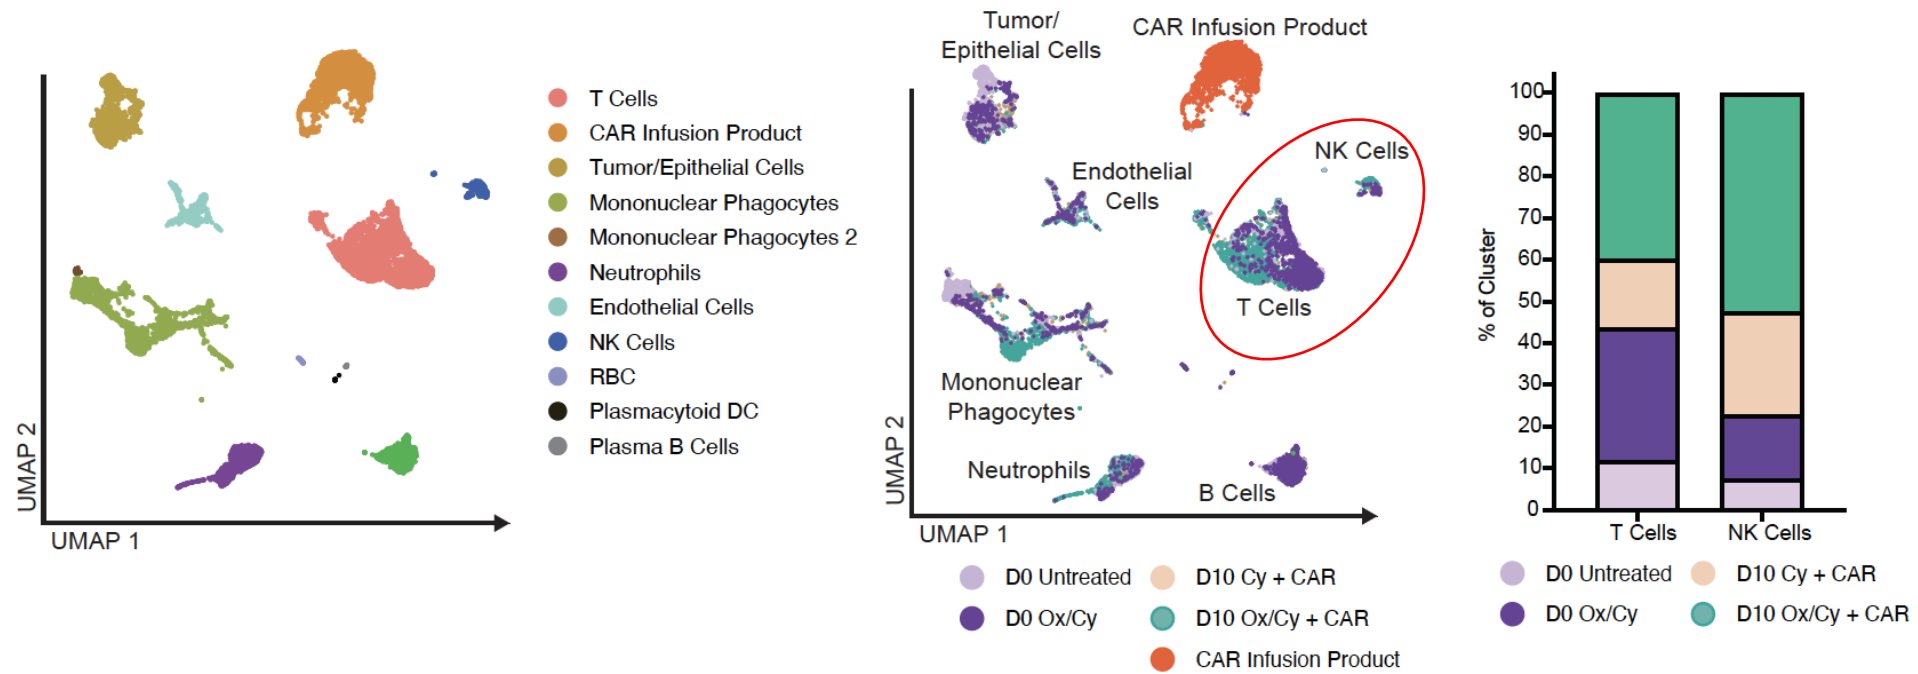 UMAP 2
UMAP 1
T Cells
CAR Infusion Product
Tumor/Epithelial Cells
Mononuclear Phagocytes
Mononuclear Phagocytes 2
Neutrophils
Endothelial Cells
NK Cells
RBC
Plasmacytoid DC
Plasma B Cells
Tumor/
Epithelial Cells
CAR Infusion Product
Endothelial
Cells
NK Cells
T Cells
Mononuclear
Phagocytes
Neutrophils
B Cells
UMAP 2
UMAP 1
D0 Untreated
D10 Cy + CAR
D0 Ox/Cy
D10 Ox/Cy + CAR
CAR Infusion Product
% of Cluster
100
90
80
70
60
50
40
30
20
10
0
T Cells
NK Cells
D0 Untreated
D10 Cy + CAR
D0 Ox/Cy
D10 Ox/Cy + CAR